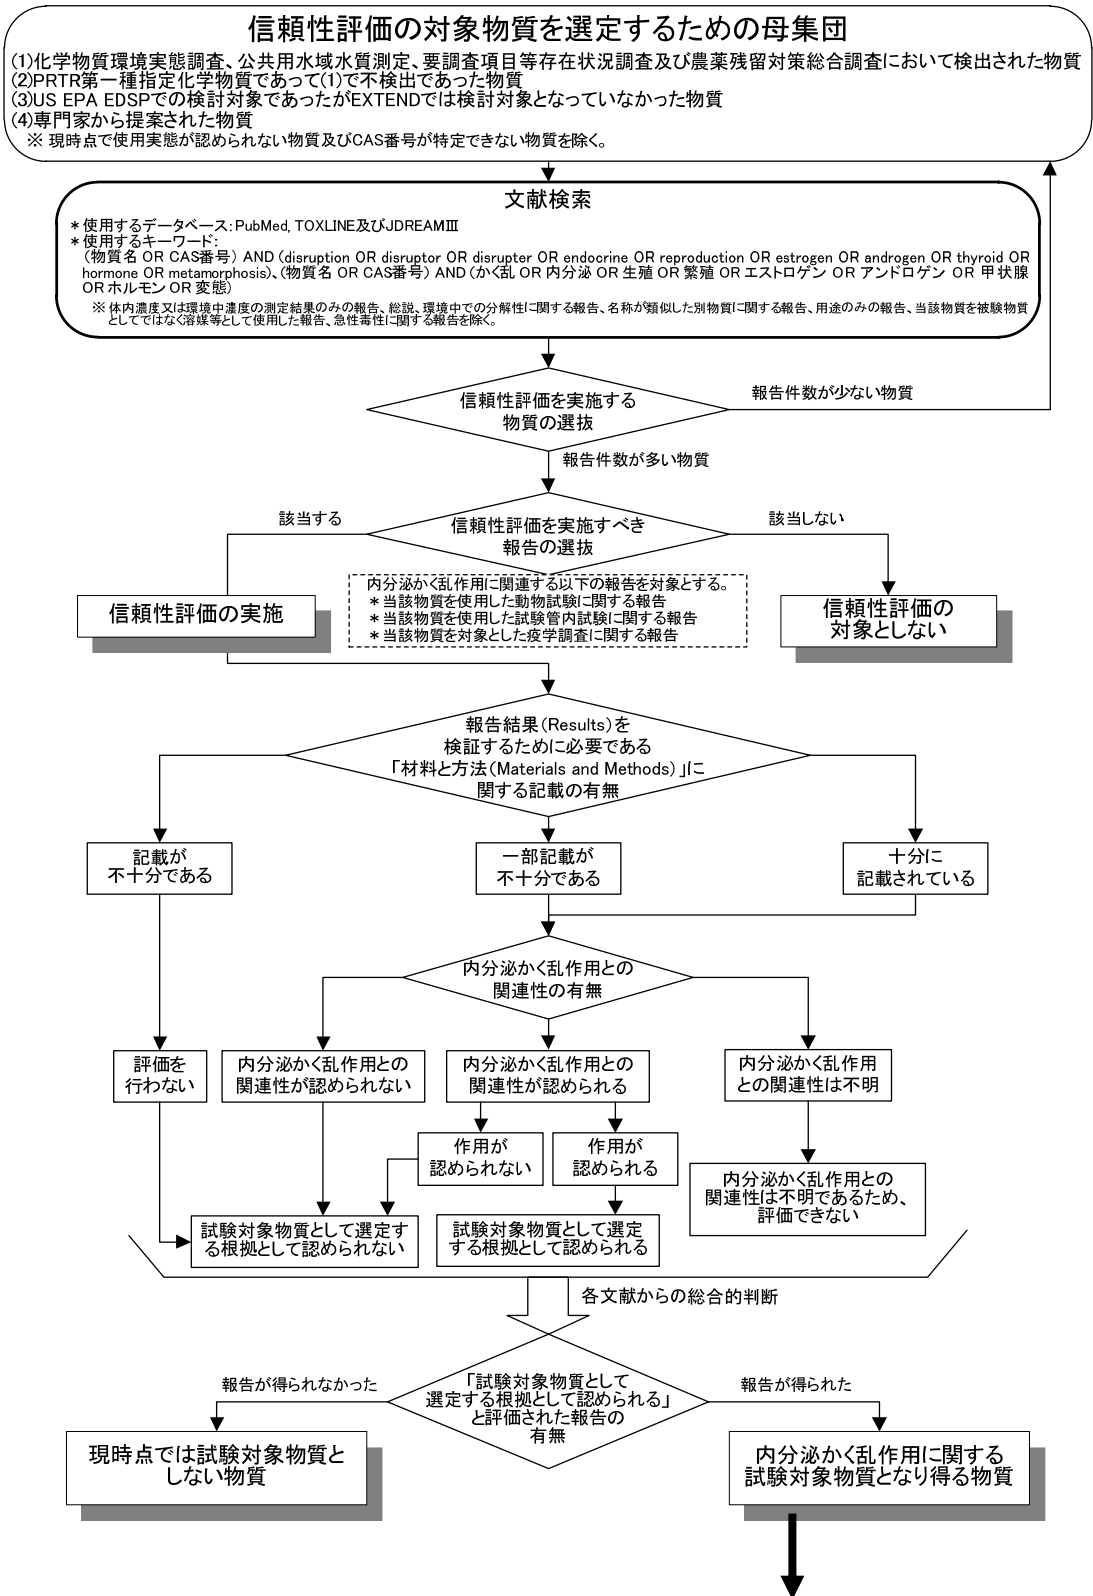 信頼性評価の対象物質を選定するための母集団
(1)化学物質環境実態調査、公共用水域水質測定、要調査項目等存在状況調査及び農薬残留対策総合調査において検出された物質
(2)PRTR第一種指定化学物質であって(1)で不検出であった物質
(3)US EPA EDSPでの検討対象であったがEXTENDでは検討対象となっていなかった物質
(4)専門家から提案された物質
※ 現時点で使用実態が認められない物質及びCAS番号が特定できない物質を除く。
文献検索
＊使用するデータベース：PubMed, TOXLINE及びJDREAMⅢ
＊使用するキーワード：
（物質名 OR CAS番号） AND （disruption OR disruptor OR disrupter OR endocrine OR reproduction OR estrogen OR androgen OR thyroid OR
hormone OR metamorphosis）、（物質名 OR CAS番号） AND （かく乱 OR 内分泌 OR 生殖 OR 繁殖 OR エストロゲン OR アンドロゲン OR 甲状腺
OR ホルモン OR 変態）
※ 体内濃度又は環境中濃度の測定結果のみの報告、総説、環境中での分解性に関する報告、名称が類似した別物質に関する報告、用途のみの報告、当該物質を被験物質
としてではなく溶媒等として使用した報告、急性毒性に関する報告を除く。
信頼性評価を実施する
物質の選抜
報告件数が少ない物質
報告件数が多い物質
信頼性評価を実施すべき
報告の選抜
該当する
該当しない
内分泌かく乱作用に関連する以下の報告を対象とする。
＊当該物質を使用した動物試験に関する報告
＊当該物質を使用した試験管内試験に関する報告
＊当該物質を対象とした疫学調査に関する報告
信頼性評価の実施
信頼性評価の
対象としない
報告結果（Results）を
検証するために必要である
「材料と方法（Materials and Methods）」に
関する記載の有無
記載が
不十分である
一部記載が
不十分である
十分に
記載されている
内分泌かく乱作用との
関連性の有無
評価を
行わない
内分泌かく乱作用との
関連性が認められない
内分泌かく乱作用との
関連性が認められる
内分泌かく乱作用
との関連性は不明
作用が
認められない
作用が
認められる
内分泌かく乱作用との
関連性は不明であるため、
評価できない
試験対象物質として選定す
る根拠として認められない
試験対象物質として選定
する根拠として認められる
各文献からの総合的判断
「試験対象物質として
選定する根拠として認められる」
と評価された報告の
有無
報告が得られなかった
報告が得られた
現時点では試験対象物質と
しない物質
内分泌かく乱作用に関する
試験対象物質となり得る物質